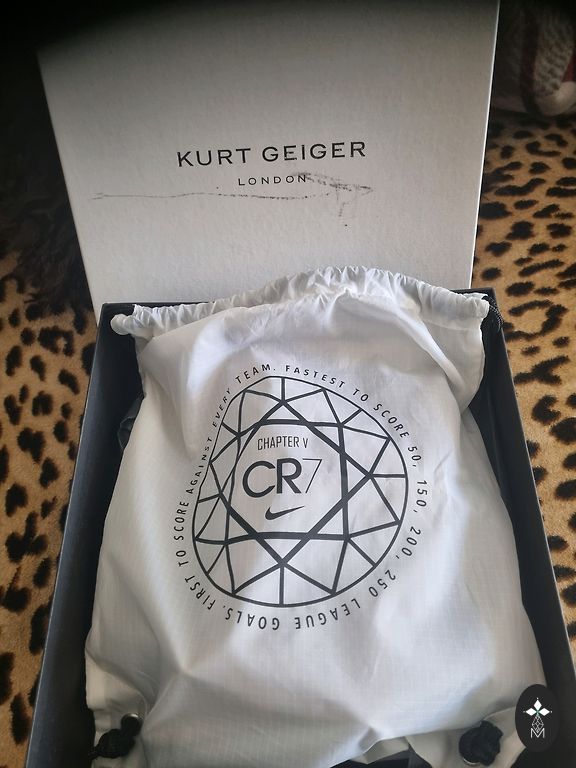 KURT GEIGER
LONDON
FIRST TO SCORE AGAINST EVERY TEAM. FASTEST TO SCORE 50, 150, 200, 250 LEAGUE GOALS.
CHAPTER V
CR7
M